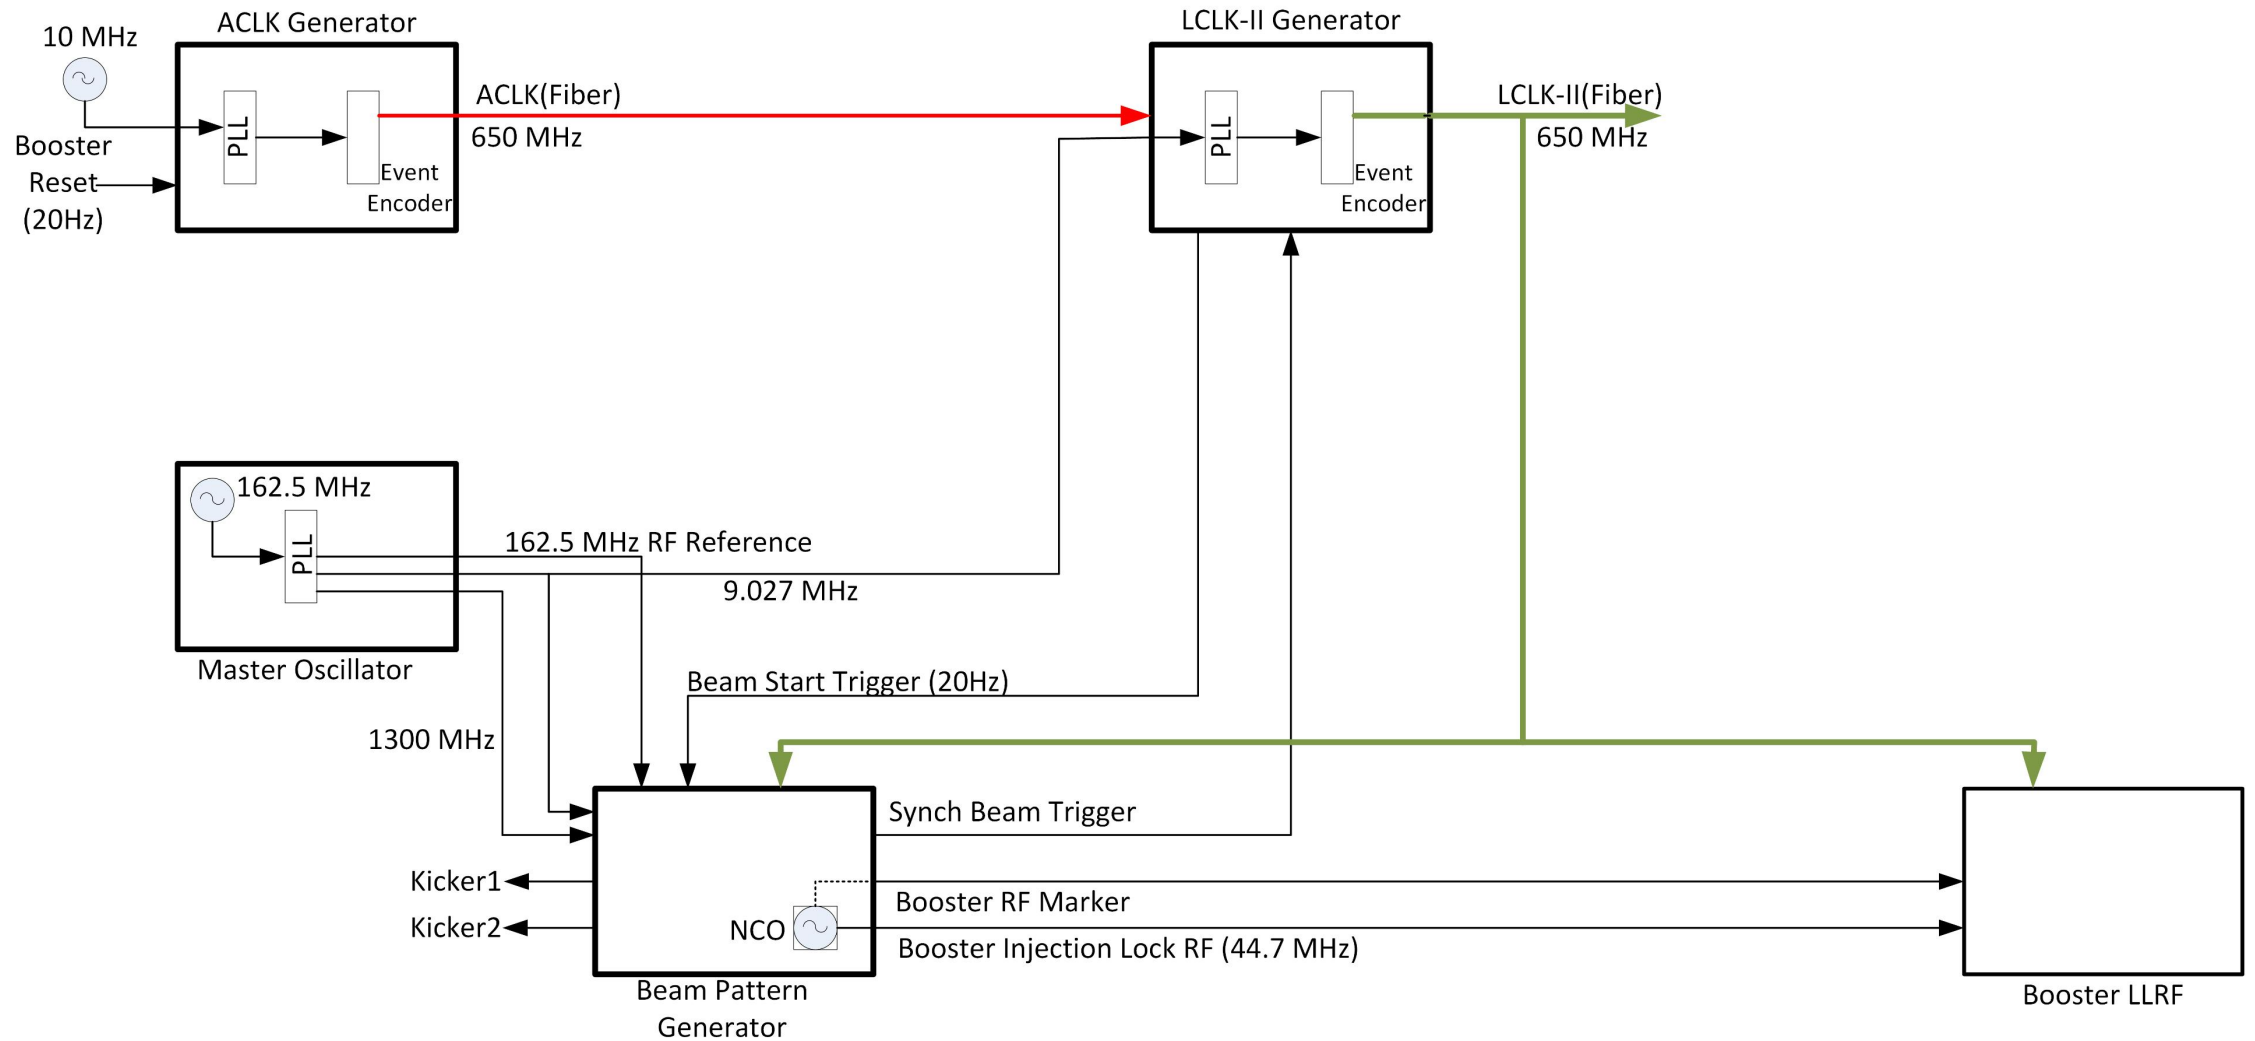 ACLK Generator
LCLK-II Generator
10 MHz
ACLK(Fiber)
LCLK-II(Fiber)
650 MHz
650 MHz
PLL
PLL
Booster
Reset
(20Hz)
Event
Encoder
Event
Encoder
162.5 MHz
PLL
162.5 MHz RF Reference
9.027 MHz
Master Oscillator
Beam Start Trigger (20Hz)
1300 MHz
Synch Beam Trigger
Kicker1
Booster RF Marker
Kicker2
NCO
Booster Injection Lock RF (44.7 MHz)
Beam Pattern
Generator
Booster LLRF